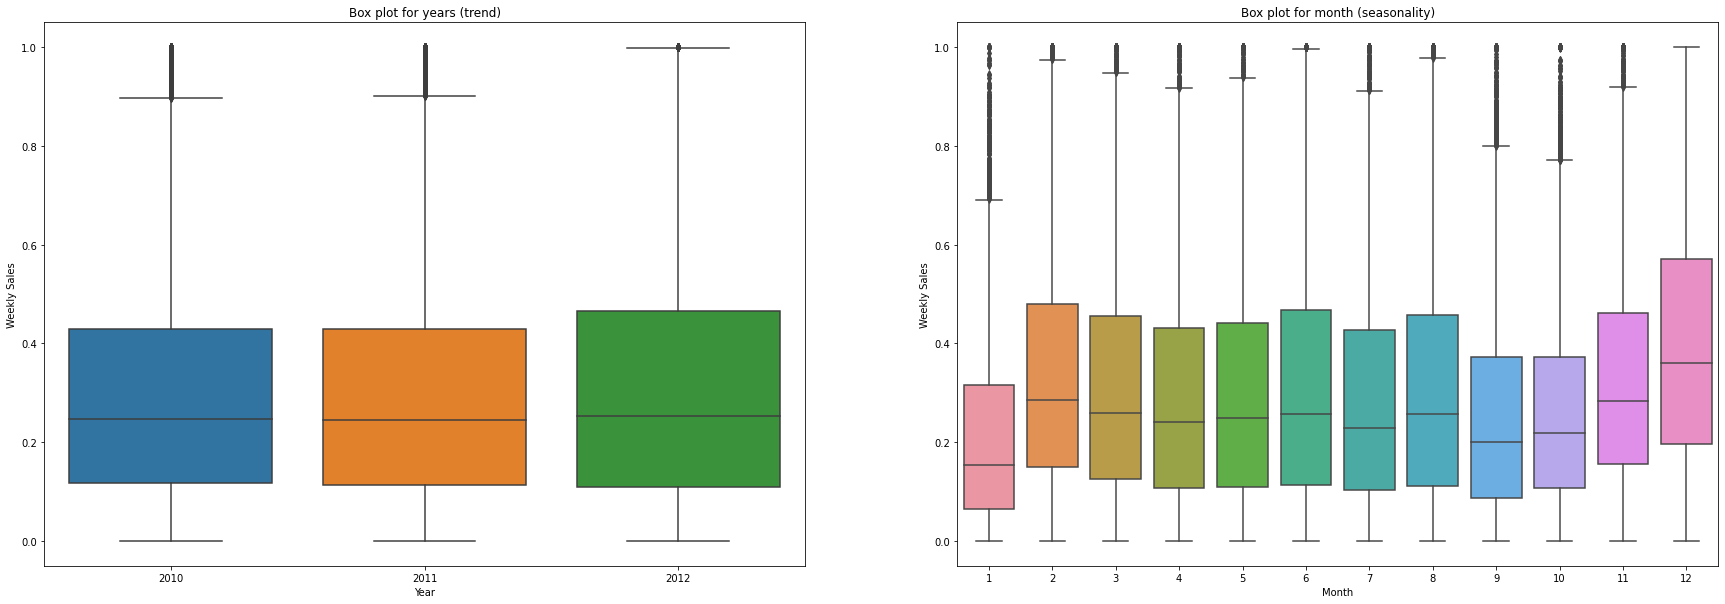 Box plot for years (trend)
1.0
0.8
0.6
0.4
0.2
0.0
Weekly Sales
2010 2011 2012
Year
Box plot for month (seasonality)
1.0
0.8
0.6
0.4
0.2
0.0
Weekly Sales
1 2 3 4 5 6 7 8 9 10 11 12
Month